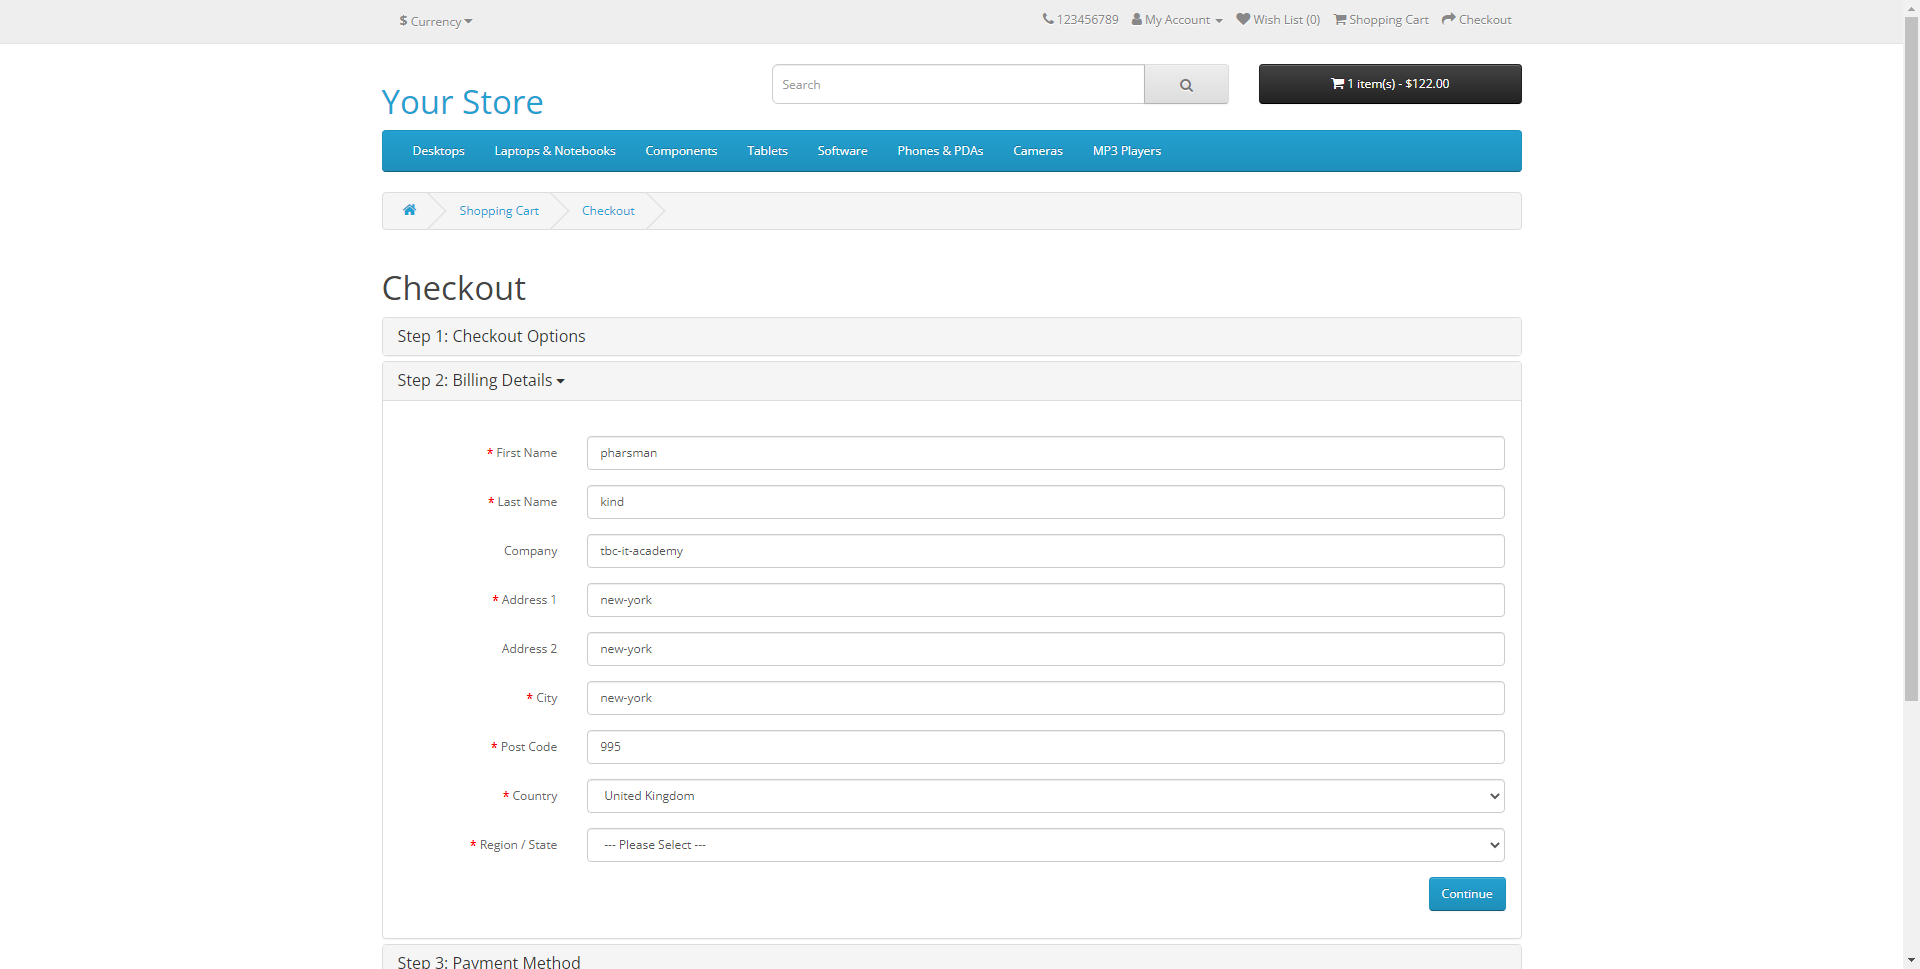 $ Currency
123456789 My Account Wish List (0) Shopping Cart Checkout
Your Store
Search
1 item(s) - $122.00
Desktops Laptops & Notebooks Components Tablets Software Phones & PDAs Cameras MP3 Players
Shopping Cart Checkout
Checkout
Step 1: Checkout Options
Step 2: Billing Details
* First Name pharsman
* Last Name kind
Company tbc-it-academy
* Address 1 new-york
Address 2 new-york
* City new-york
* Post Code 995
* Country United Kingdom
* Region / State --- Please Select ---
Continue
Step 3: Payment Method